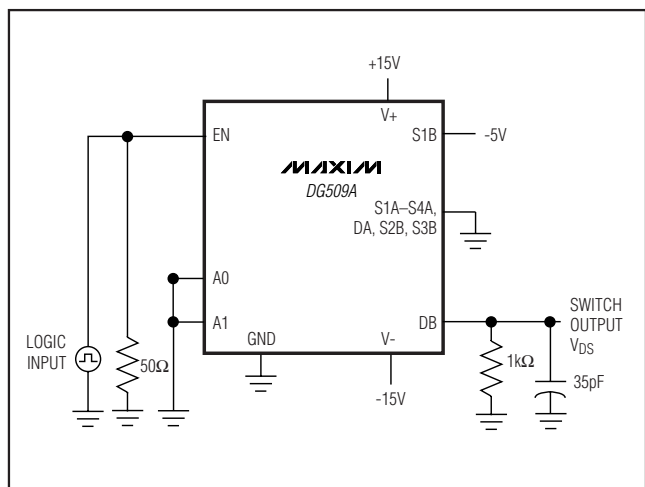 +15V
V+
EN
S1B
-5V
MAXIM
DG509A
S1A–S4A,
DA, S2B, S3B
A0
A1
GND
V-
DB
SWITCH
OUTPUT
VDS
LOGIC
INPUT
50Ω
1kΩ
35pF
-15V